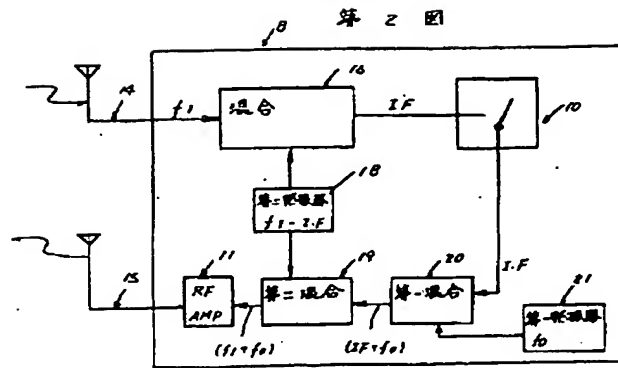 第2図
8
16
14
f1
混合
IF
10
18
第二発振器
f1-I.F
15
11
RF
AMP
19
第二混合
20
第一混合
I.F
21
第一発振器
f0
(f1+f0)
(IF+f0)